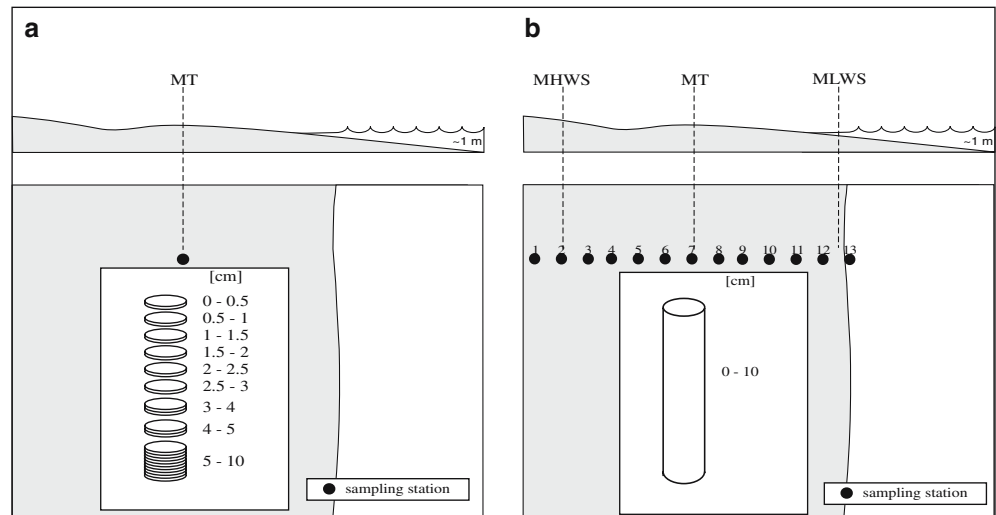 a
MT
~1 m
[cm]
0 - 0.5
0.5 - 1
1 - 1.5
1.5 - 2
2 - 2.5
2.5 - 3
3 - 4
4 - 5
5 - 10
sampling station
b
MHWS MT MLWS
~1 m
1 2 3 4 5 6 7 8 9 10 11 12 13
[cm]
0 - 10
sampling station